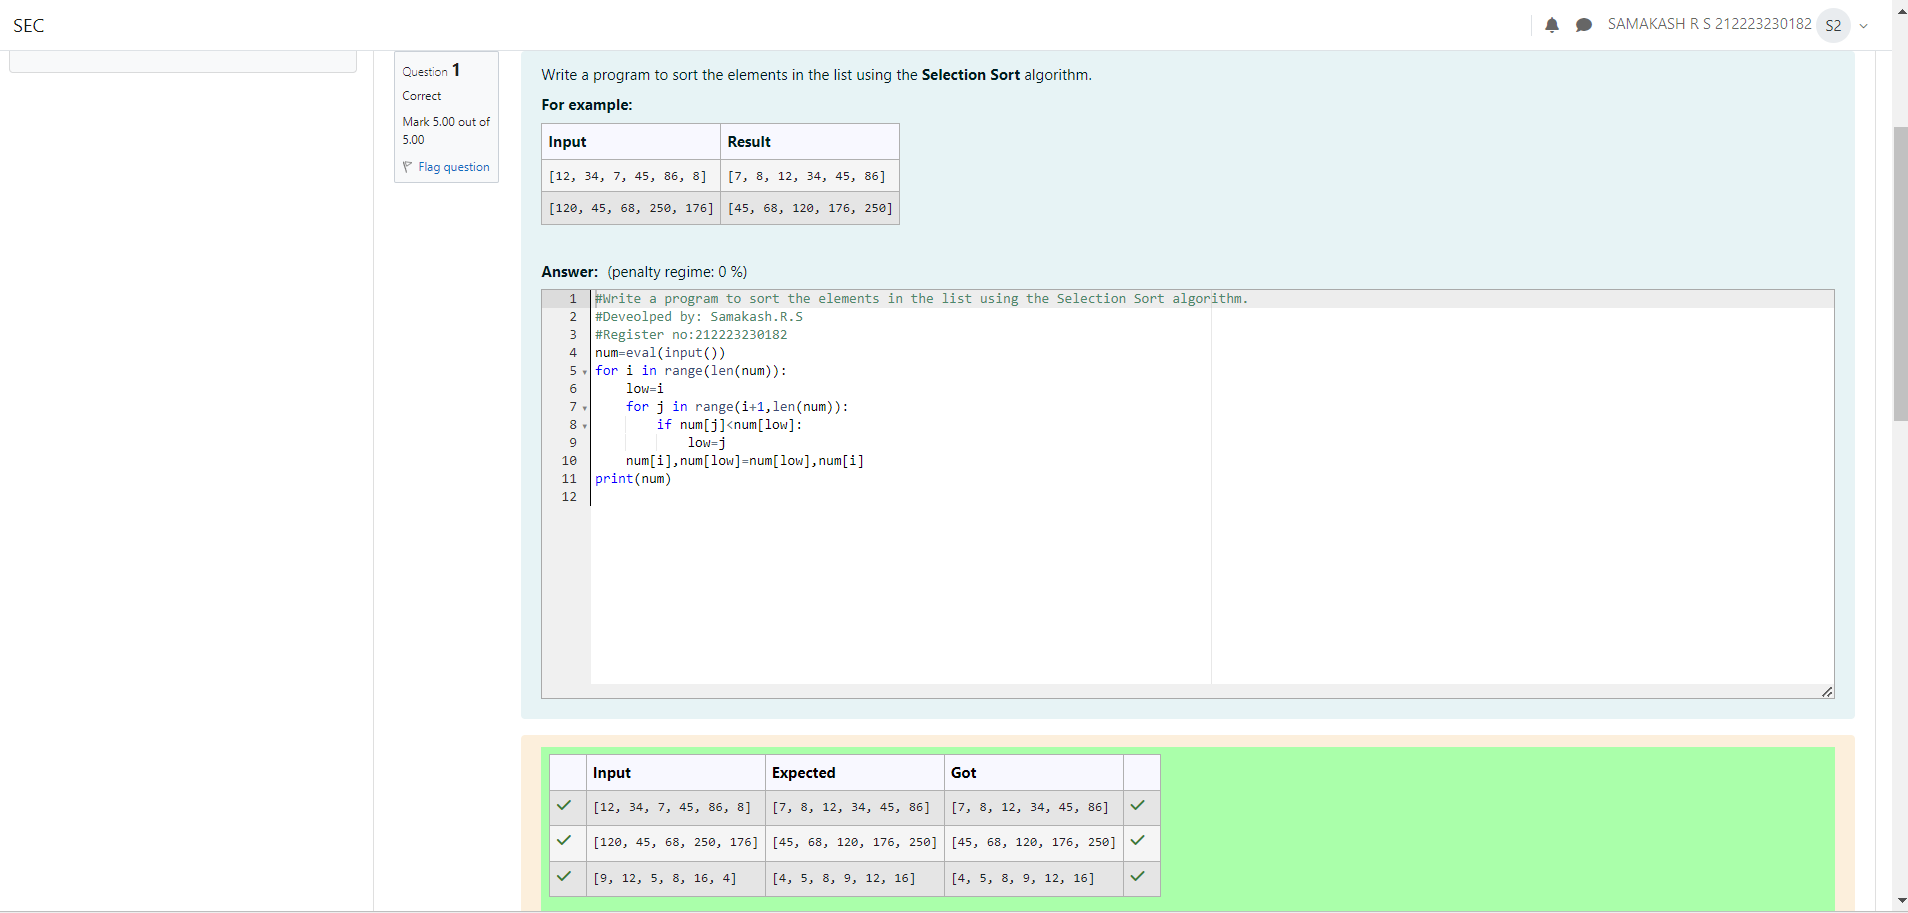 SEC
SAMAKASH R S 212223230182 S2
Question 1
Correct
Mark 5.00 out of
5.00
Flag question
Write a program to sort the elements in the list using the Selection Sort algorithm.
For example:
Input Result
[12, 34, 7, 45, 86, 8] [7, 8, 12, 34, 45, 86]
[120, 45, 68, 250, 176] [45, 68, 120, 176, 250]
Answer: (penalty regime: 0 %)
1 #Write a program to sort the elements in the list using the Selection Sort algorithm.
2 #Deveolped by: Samakash.R.S
3 #Register no:212223230182
4 num=eval(input())
5 for i in range(len(num)):
6     low=i
7     for j in range(i+1,len(num)):
8         if num[j]<num[low]:
9             low=j
10     num[i],num[low]=num[low],num[i]
11 print(num)
12
Input Expected Got
[12, 34, 7, 45, 86, 8] [7, 8, 12, 34, 45, 86] [7, 8, 12, 34, 45, 86]
[120, 45, 68, 250, 176] [45, 68, 120, 176, 250] [45, 68, 120, 176, 250]
[9, 12, 5, 8, 16, 4] [4, 5, 8, 9, 12, 16] [4, 5, 8, 9, 12, 16]